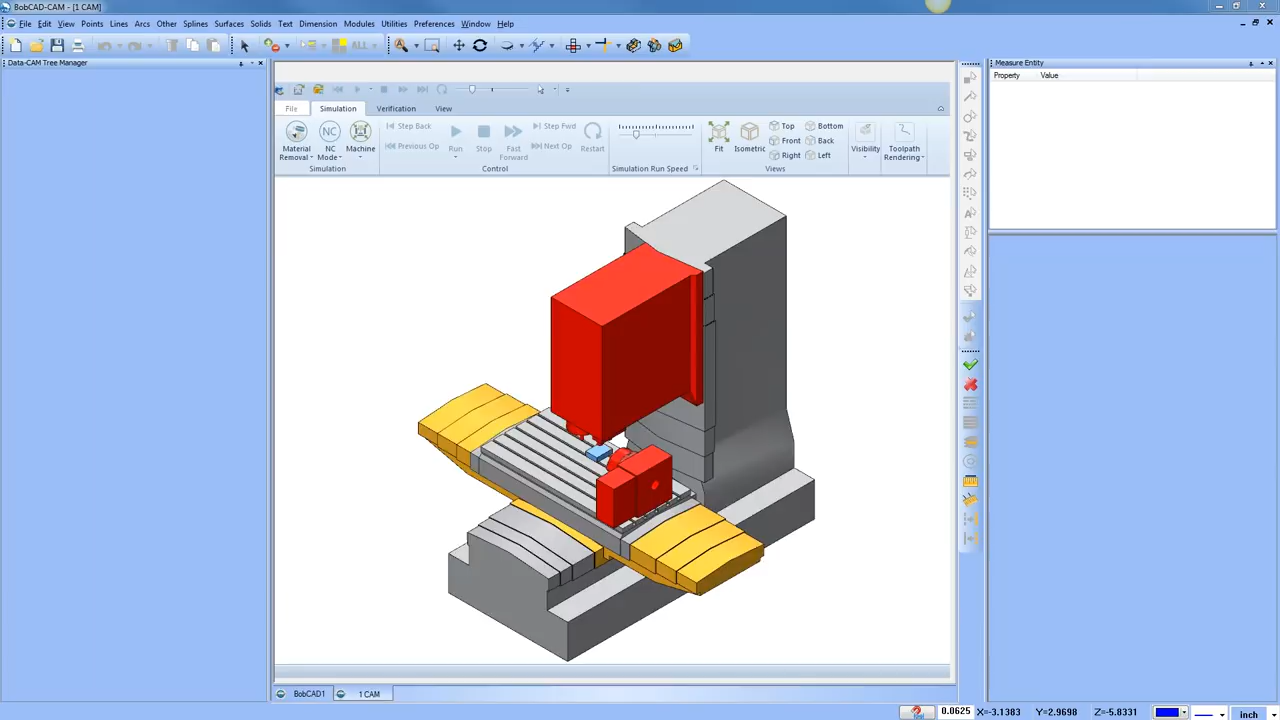 BobCAD-CAM - [1 CAM]
File Edit View Points Lines Arcs Other Splines Surfaces Solids Text Dimension Modules Utilities Preferences Window Help
ALL
Data-CAM Tree Manager
Measure Entity
Property Value
File Simulation Verification View
Step Back
Step Fwd
Top
Bottom
Previous Op
Next Op
Front
Back
Right
Left
Material Removal
NC Mode
Machine
Run
Stop
Fast Forward
Restart
Fit
Isometric
Visibility
Toolpath Rendering
Simulation
Control
Simulation Run Speed
Views
BobCAD1
1 CAM
0.0625 X=-3.1383 Y=2.9698 Z=-5.8331
inch